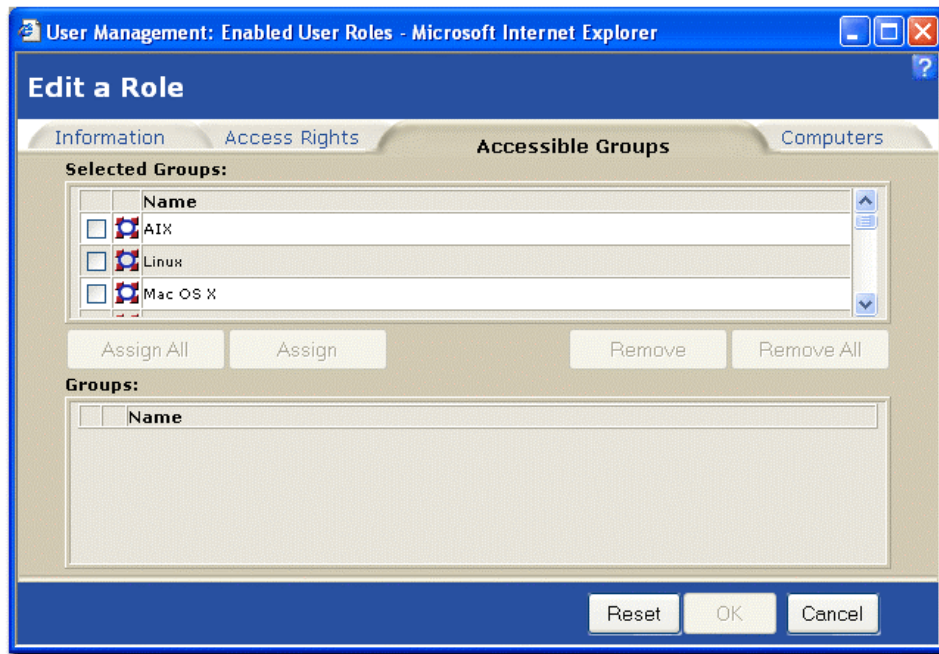 User Management: Enabled User Roles - Microsoft Internet Explorer
?
Edit a Role
Information Access Rights Accessible Groups Computers
Selected Groups:
Name
AIX
Linux
Mac OS X
Assign All Assign Remove Remove All
Groups:
Name
Reset OK Cancel